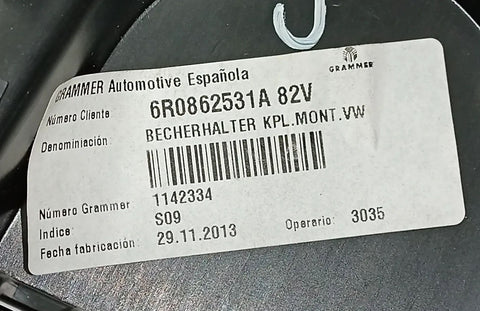 GRAMMER Automotive Española
GRAMMER
Número Cliente: 6R0862531A 82V
Denominación: BECHERHALTER KPL.MONT.VW
Número Grammer 1142334
Indice: S09
Fecha fabricación: 29.11.2013 Operario: 3035